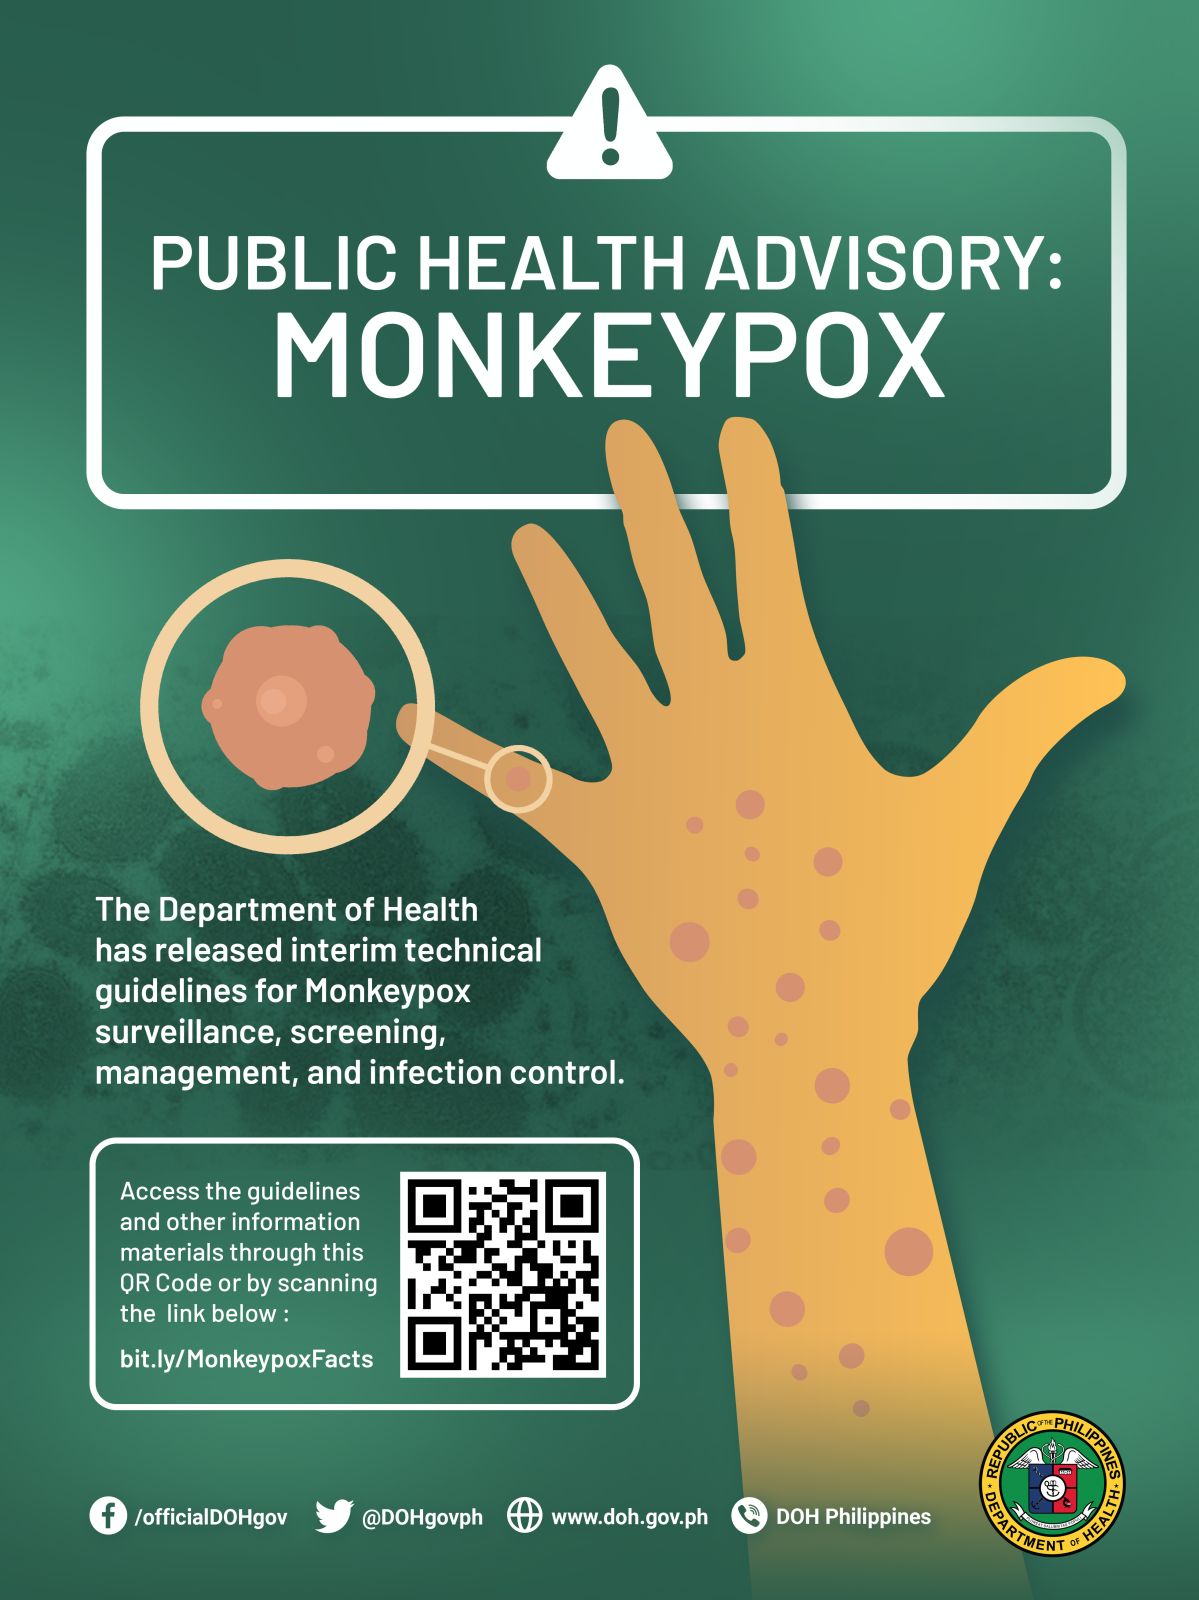 PUBLIC HEALTH ADVISORY:
MONKEYPOX
The Department of Health
has released interim technical
guidelines for Monkeypox
surveillance, screening,
management, and infection control.
Access the guidelines
and other information
materials through this
QR Code or by scanning
the link below :
bit.ly/MonkeypoxFacts
/officialDOHgov
@DOHgovph
www.doh.gov.ph
DOH Philippines
REPUBLIC OF THE PHILIPPINES
DEPARTMENT OF HEALTH